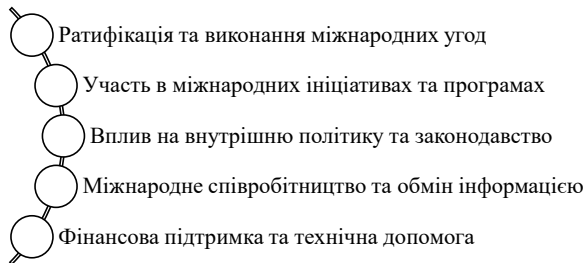 Ратифікація та виконання міжнародних угод
Участь в міжнародних ініціативах та програмах
Вплив на внутрішню політику та законодавство
Міжнародне співробітництво та обмін інформацією
Фінансова підтримка та технічна допомога